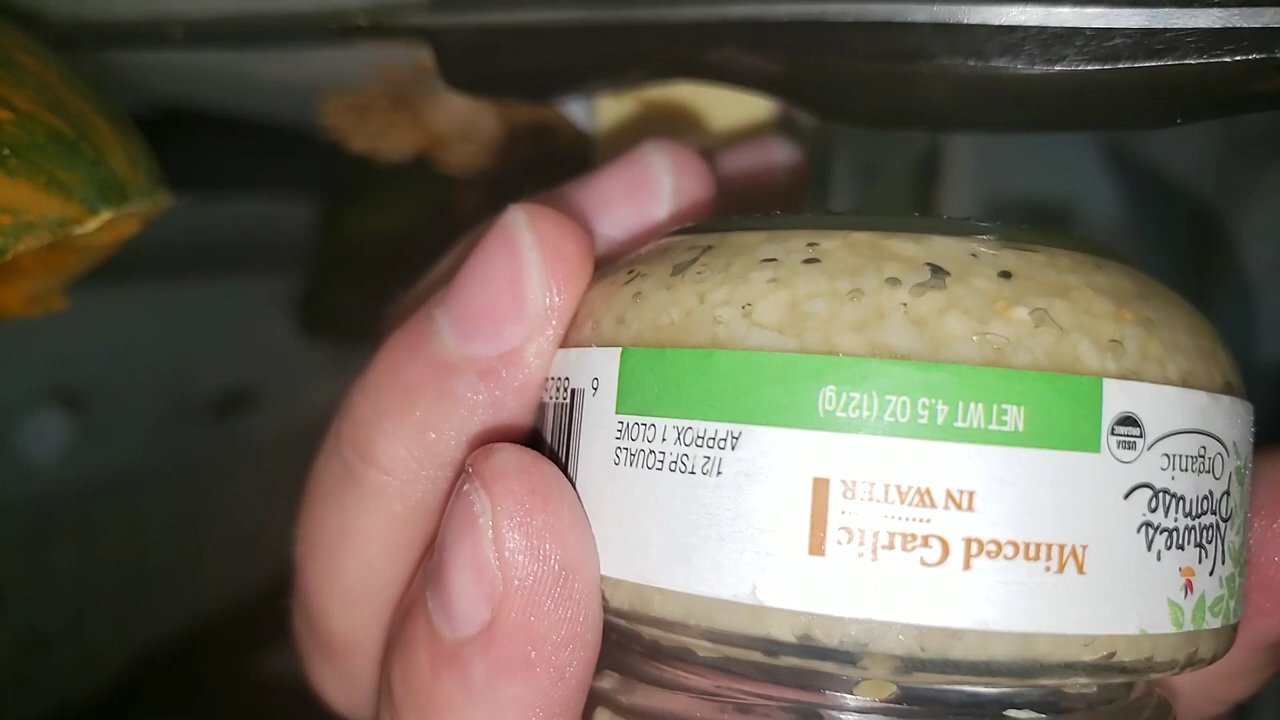 Nature's
Promise
Organic
USDA
ORGANIC
Minced Garlic
IN WATER
1/2 TSP. EQUALS
APPROX. 1 CLOVE
NET WT 4.5 OZ (127g)
6